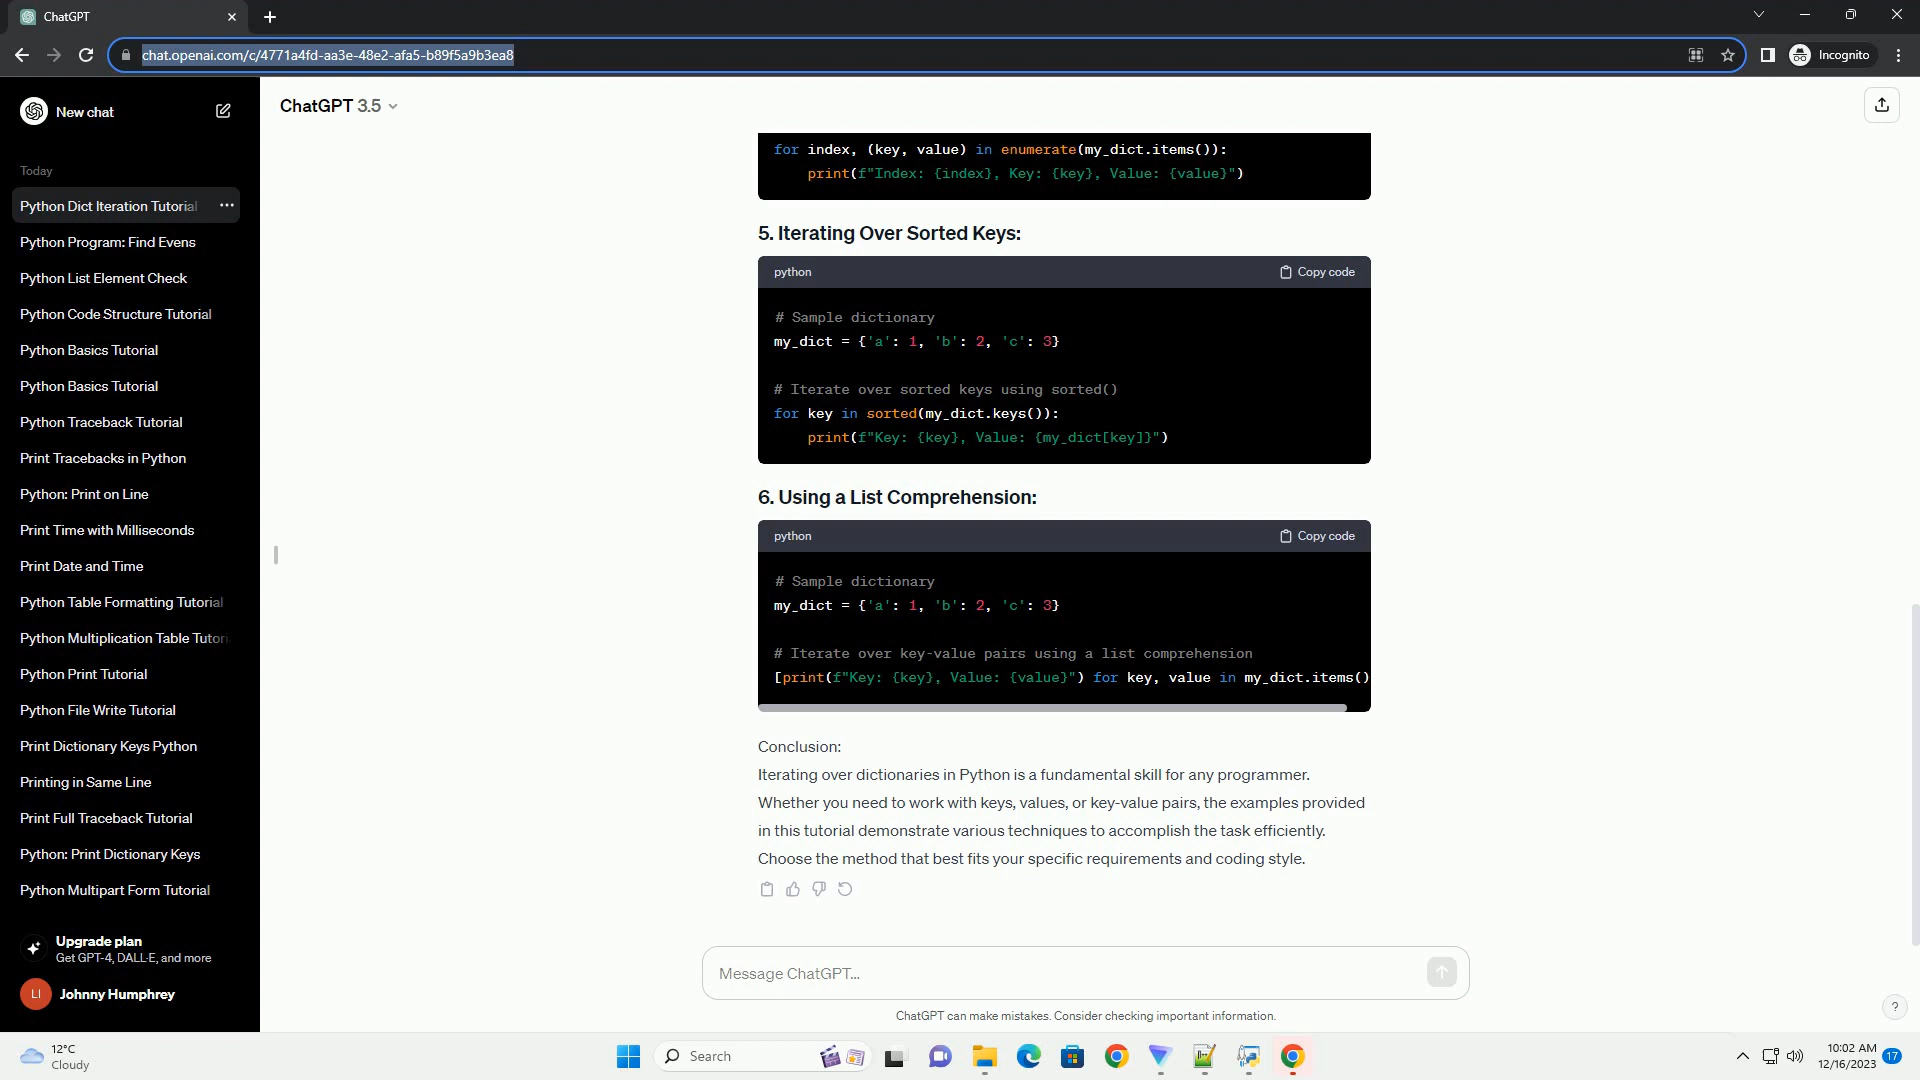 ChatGPT
chat.openai.com/c/4771a4fd-aa3e-48e2-afa5-b89f5a9b3ea8
Incognito
New chat
Today
Python Dict Iteration Tutorial
Python Program: Find Evens
Python List Element Check
Python Code Structure Tutorial
Python Basics Tutorial
Python Basics Tutorial
Python Traceback Tutorial
Print Tracebacks in Python
Python: Print on Line
Print Time with Milliseconds
Print Date and Time
Python Table Formatting Tutorial
Python Multiplication Table Tutori
Python Print Tutorial
Python File Write Tutorial
Print Dictionary Keys Python
Printing in Same Line
Print Full Traceback Tutorial
Python: Print Dictionary Keys
Python Multipart Form Tutorial
Upgrade plan
Get GPT-4, DALL·E, and more
LI Johnny Humphrey
ChatGPT 3.5
for index, (key, value) in enumerate(my_dict.items()):
    print(f"Index: {index}, Key: {key}, Value: {value}")
5. Iterating Over Sorted Keys:
python Copy code
# Sample dictionary
my_dict = {'a': 1, 'b': 2, 'c': 3}
# Iterate over sorted keys using sorted()
for key in sorted(my_dict.keys()):
    print(f"Key: {key}, Value: {my_dict[key]}")
6. Using a List Comprehension:
python Copy code
# Sample dictionary
my_dict = {'a': 1, 'b': 2, 'c': 3}
# Iterate over key-value pairs using a list comprehension
[print(f"Key: {key}, Value: {value}") for key, value in my_dict.items()
Conclusion:
Iterating over dictionaries in Python is a fundamental skill for any programmer.
Whether you need to work with keys, values, or key-value pairs, the examples provided
in this tutorial demonstrate various techniques to accomplish the task efficiently.
Choose the method that best fits your specific requirements and coding style.
Message ChatGPT...
ChatGPT can make mistakes. Consider checking important information.
?
12°C
Cloudy
Search
10:02 AM
12/16/2023
17